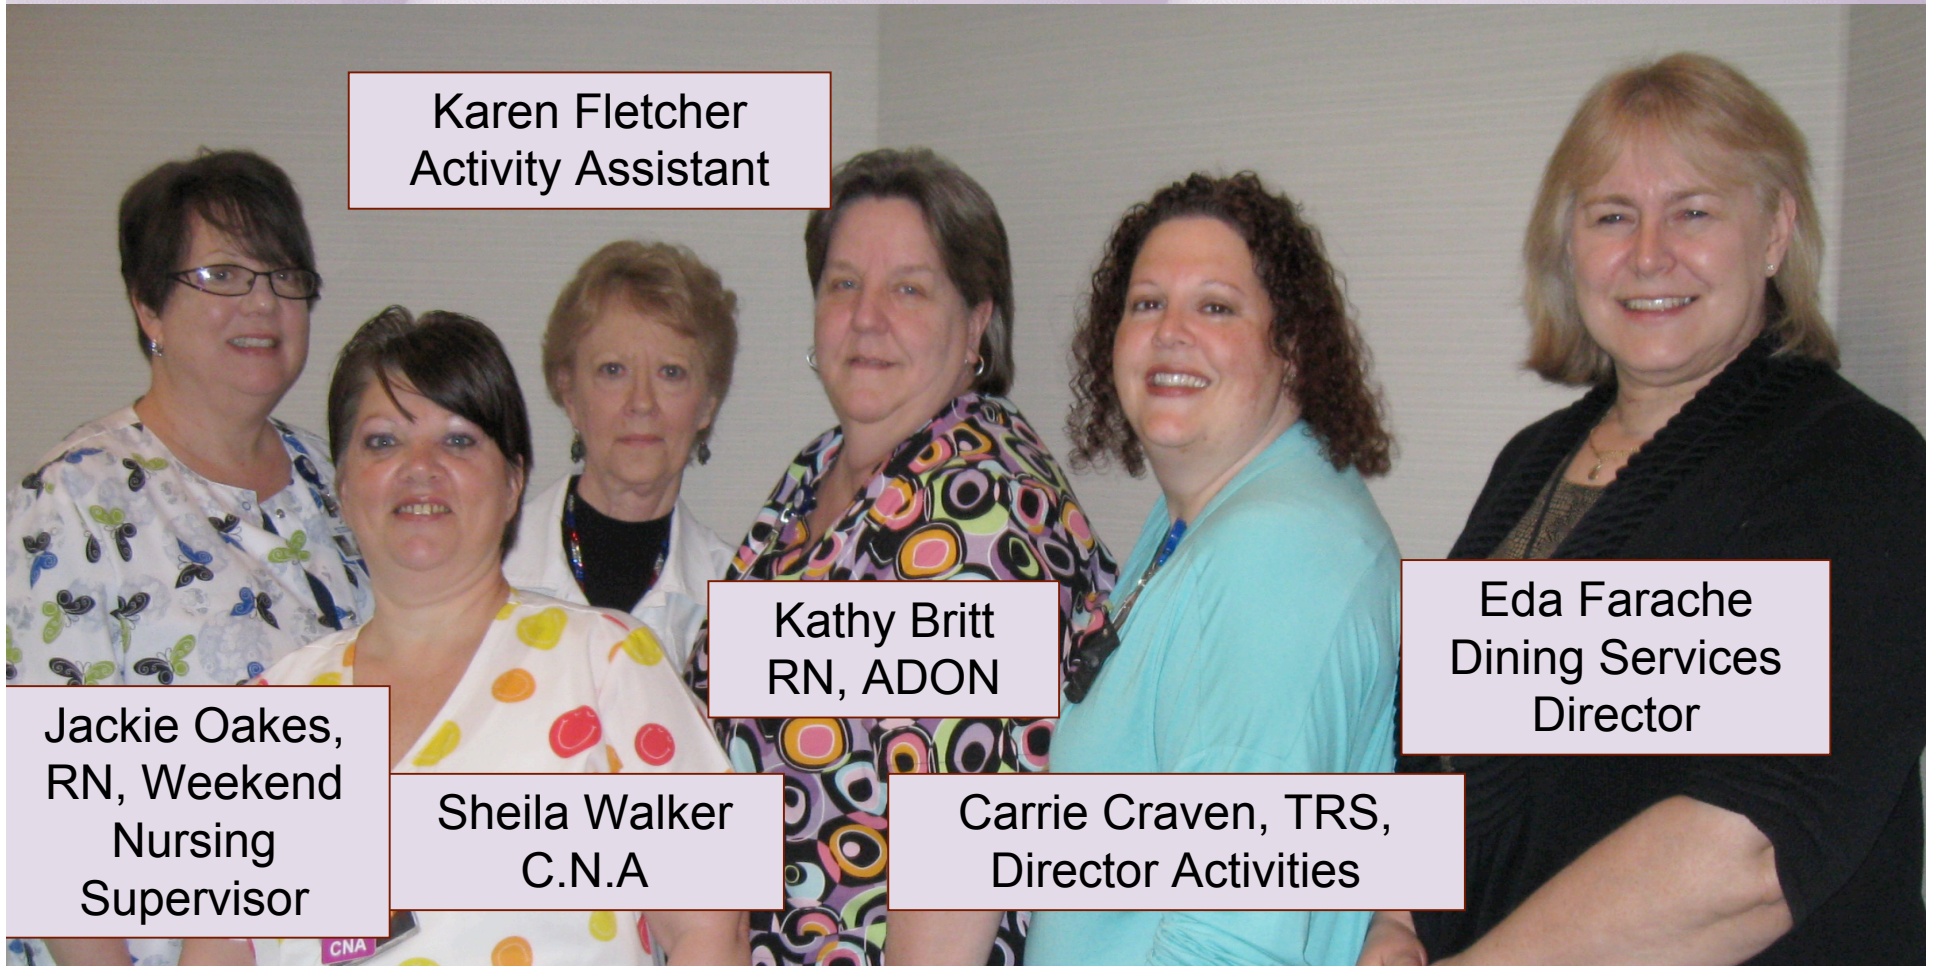 Karen Fletcher
Activity Assistant
Kathy Britt
RN, ADON
Eda Farache
Dining Services
Director
Jackie Oakes,
RN, Weekend
Nursing
Supervisor
Sheila Walker
C.N.A
Carrie Craven, TRS,
Director Activities
CNA